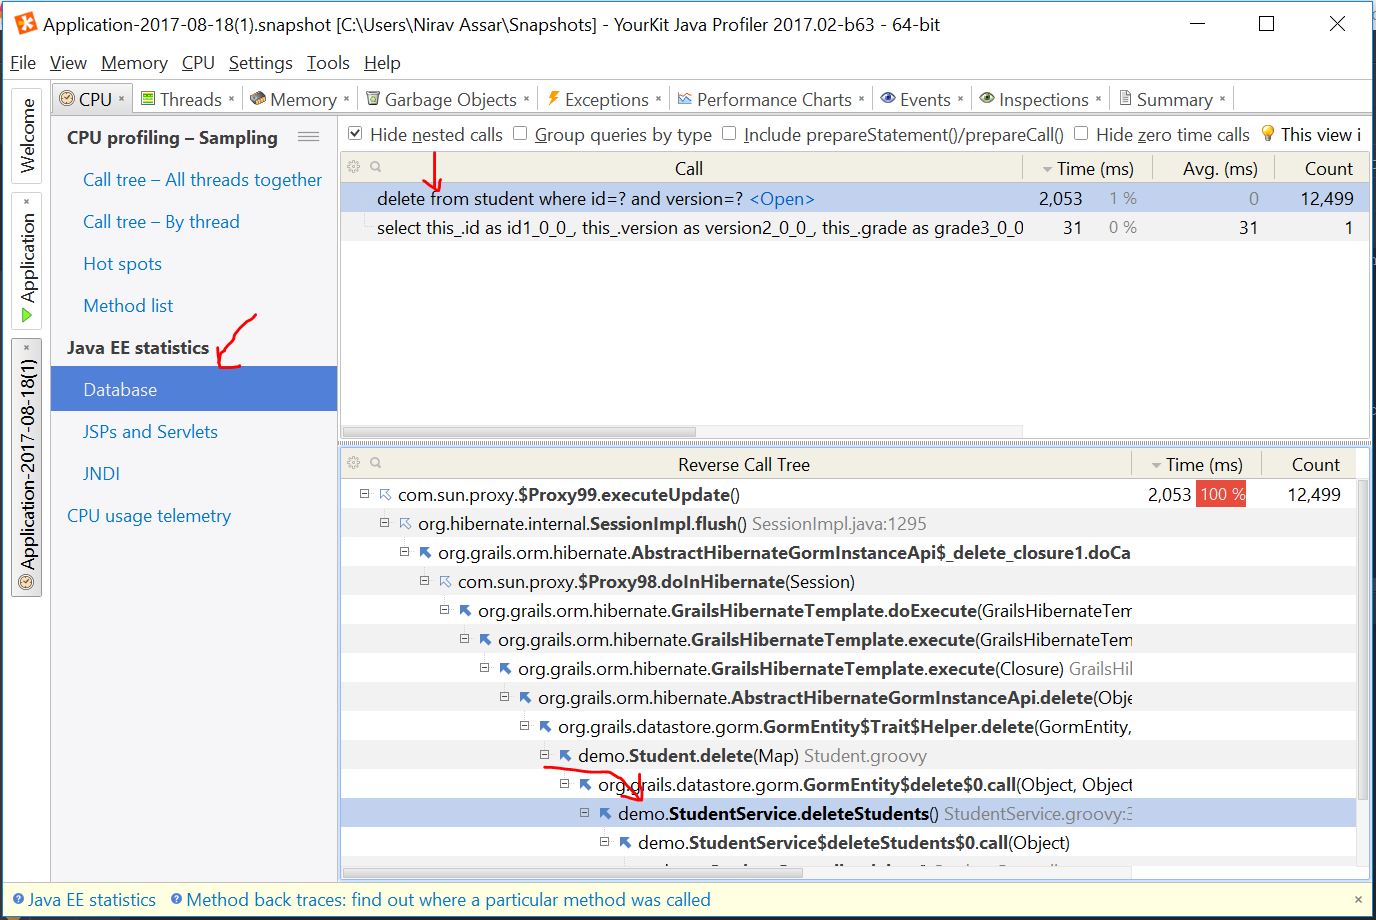 Application-2017-08-18(1).snapshot [C:\Users\Nirav Assar\Snapshots] - YourKit Java Profiler 2017.02-b63 - 64-bit
File View Memory CPU Settings Tools Help
Welcome
Application
Application-2017-08-18(1)
CPU Threads Memory Garbage Objects Exceptions Performance Charts Events Inspections Summary
CPU profiling – Sampling
Call tree – All threads together
Call tree – By thread
Hot spots
Method list
Java EE statistics
Database
JSPs and Servlets
JNDI
CPU usage telemetry
Hide nested calls Group queries by type Include prepareStatement()/prepareCall() Hide zero time calls This view i
Call Time (ms) Avg. (ms) Count
delete from student where id=? and version=? <Open> 2,053 1 % 0 12,499
select this_.id as id1_0_0_, this_.version as version2_0_0_, this_.grade as grade3_0_0 31 0 % 31 1
Reverse Call Tree Time (ms) Count
com.sun.proxy.$Proxy99.executeUpdate() 2,053 100 % 12,499
org.hibernate.internal.SessionImpl.flush() SessionImpl.java:1295
org.grails.orm.hibernate.AbstractHibernateGormInstanceApi$_delete_closure1.doCa
com.sun.proxy.$Proxy98.doInHibernate(Session)
org.grails.orm.hibernate.GrailsHibernateTemplate.doExecute(GrailsHibernateTem
org.grails.orm.hibernate.GrailsHibernateTemplate.execute(GrailsHibernateTem
org.grails.orm.hibernate.GrailsHibernateTemplate.execute(Closure) GrailsHil
org.grails.orm.hibernate.AbstractHibernateGormInstanceApi.delete(Obje
org.grails.datastore.gorm.GormEntity$Trait$Helper.delete(GormEntity,
demo.Student.delete(Map) Student.groovy
org.grails.datastore.gorm.GormEntity$delete$0.call(Object, Object
demo.StudentService.deleteStudents() StudentService.groovy:3
demo.StudentService$deleteStudents$0.call(Object)
Java EE statistics Method back traces: find out where a particular method was called